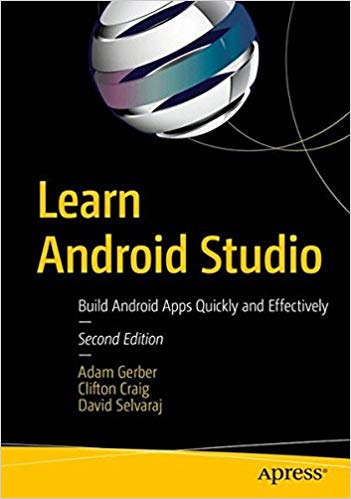 Learn
Android Studio
Build Android Apps Quickly and Effectively
—
Second Edition
—
Adam Gerber
Clifton Craig
David Selvaraj
Apress®